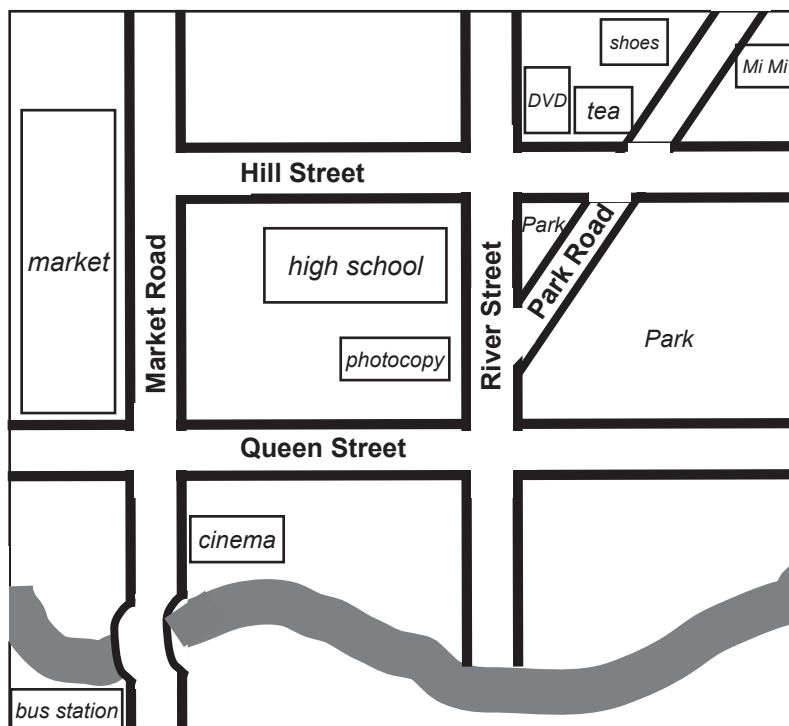 shoes
Mi Mi
DVD
tea
Hill Street
Park
market
high school
Market Road
River Street
Park Road
photocopy
Park
Queen Street
cinema
bus station